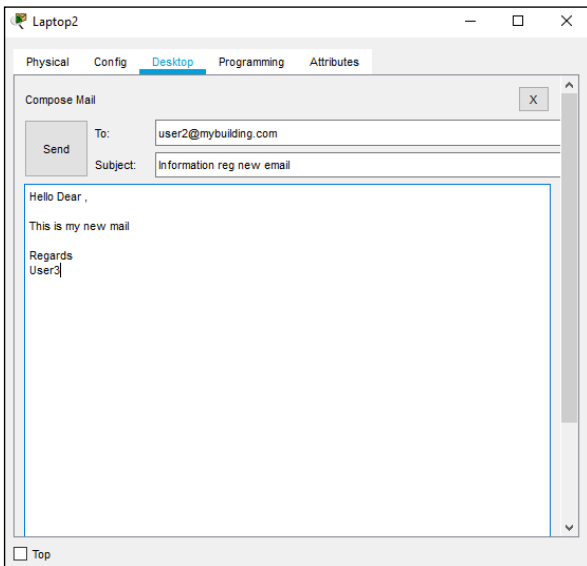 Laptop2
Physical Config Desktop Programming Attributes
Compose Mail
X
Send
To: user2@mybuilding.com
Subject: Information reg new email
Hello Dear ,
This is my new mail
Regards
User3
Top